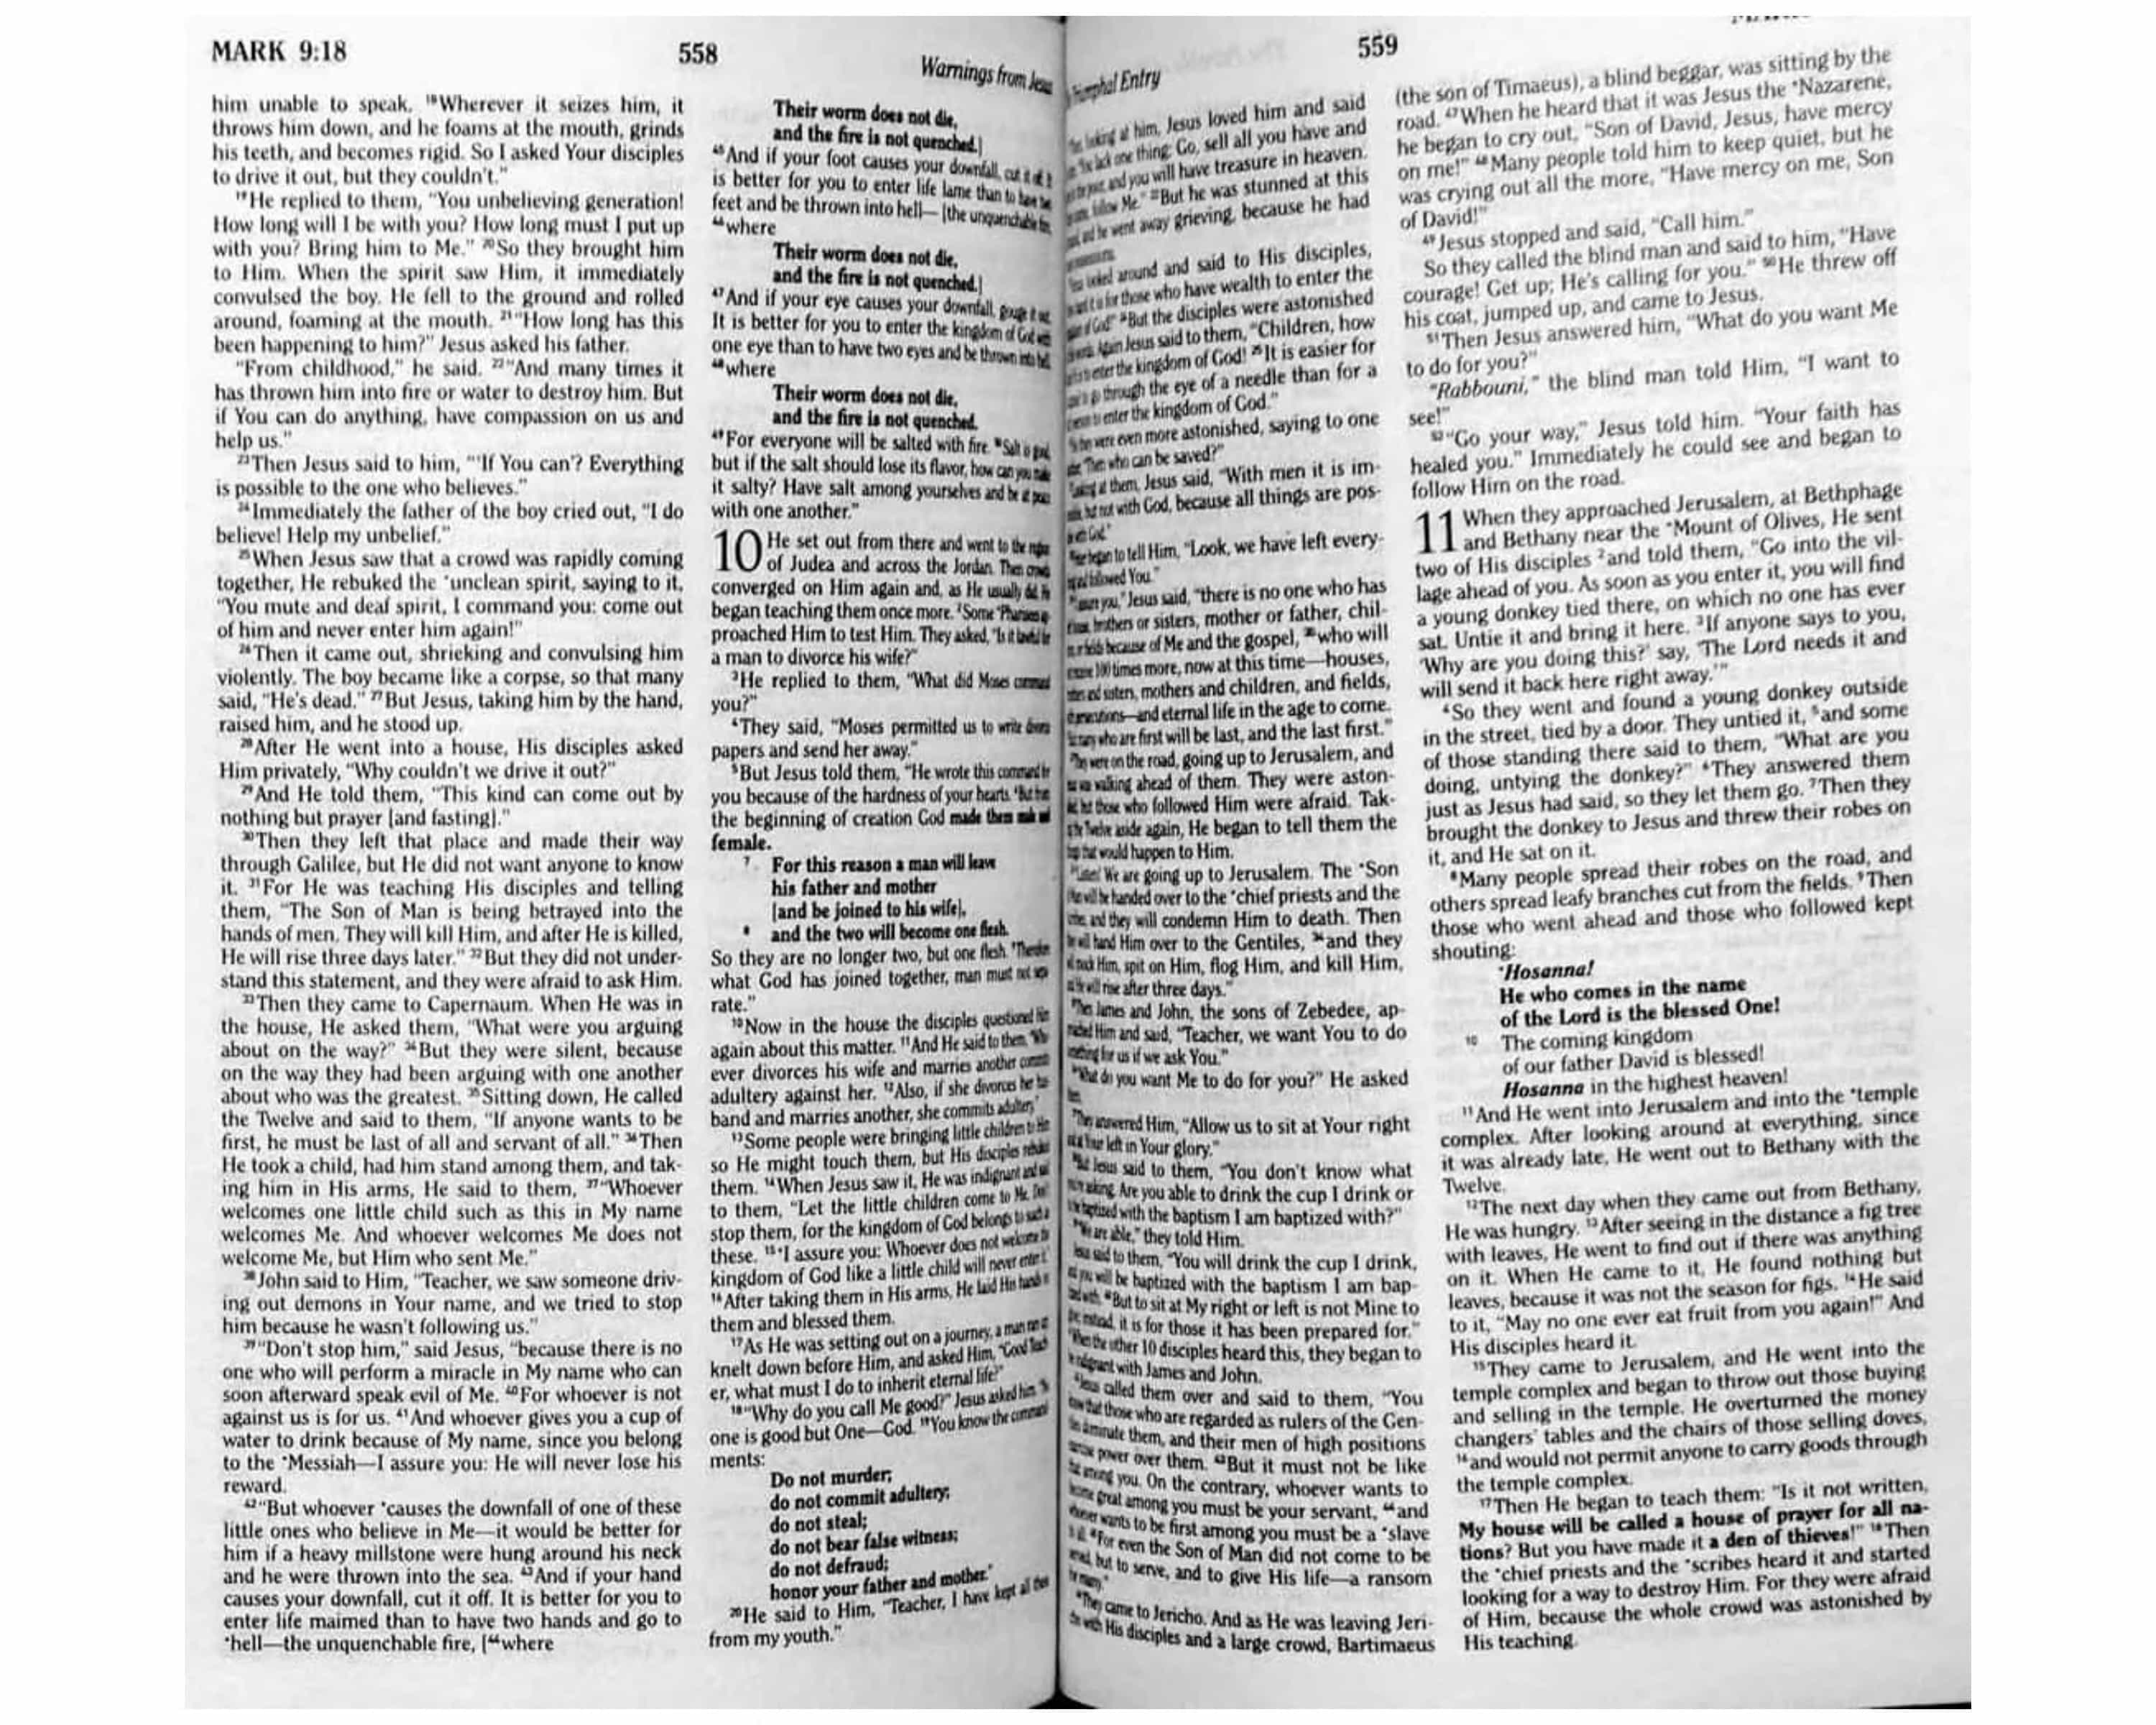 MARK 9:18
558
Warnings from Jesus
him unable to speak. 18Wherever it seizes him, it
throws him down, and he foams at the mouth, grinds
his teeth, and becomes rigid. So I asked Your disciples
to drive it out, but they couldn't."
19He replied to them, "You unbelieving generation!
How long will I be with you? How long must I put up
with you? Bring him to Me." 20So they brought him
to Him. When the spirit saw Him, it immediately
convulsed the boy. He fell to the ground and rolled
around, foaming at the mouth. 21"How long has this
been happening to him?" Jesus asked his father.
"From childhood," he said. 22"And many times it
has thrown him into fire or water to destroy him. But
if You can do anything, have compassion on us and
help us."
23Then Jesus said to him, "'If You can'? Everything
is possible to the one who believes."
24Immediately the father of the boy cried out, "I do
believe! Help my unbelief."
25When Jesus saw that a crowd was rapidly coming
together, He rebuked the *unclean spirit, saying to it,
"You mute and deaf spirit, I command you: come out
of him and never enter him again!"
26Then it came out, shrieking and convulsing him
violently. The boy became like a corpse, so that many
said, "He's dead." 27But Jesus, taking him by the hand,
raised him, and he stood up.
28After He went into a house, His disciples asked
Him privately, "Why couldn't we drive it out?"
29And He told them, "This kind can come out by
nothing but prayer [and fasting]."
30Then they left that place and made their way
through Galilee, but He did not want anyone to know
it. 31For He was teaching His disciples and telling
them, "The Son of Man is being betrayed into the
hands of men. They will kill Him, and after He is killed,
He will rise three days later." 32But they did not under-
stand this statement, and they were afraid to ask Him.
33Then they came to Capernaum. When He was in
the house, He asked them, "What were you arguing
about on the way?" 34But they were silent, because
on the way they had been arguing with one another
about who was the greatest. 35Sitting down, He called
the Twelve and said to them, "If anyone wants to be
first, he must be last of all and servant of all." 36Then
He took a child, had him stand among them, and tak-
ing him in His arms, He said to them, 37"Whoever
welcomes one little child such as this in My name
welcomes Me. And whoever welcomes Me does not
welcome Me, but Him who sent Me."
38John said to Him, "Teacher, we saw someone driv-
ing out demons in Your name, and we tried to stop
him because he wasn't following us."
39"Don't stop him," said Jesus, "because there is no
one who will perform a miracle in My name who can
soon afterward speak evil of Me. 40For whoever is not
against us is for us. 41And whoever gives you a cup of
water to drink because of My name, since you belong
to the *Messiah—I assure you: He will never lose his
reward.
42"But whoever *causes the downfall of one of these
little ones who believe in Me—it would be better for
him if a heavy millstone were hung around his neck
and he were thrown into the sea. 43And if your hand
causes your downfall, cut it off. It is better for you to
enter life maimed than to have two hands and go to
*hell—the unquenchable fire, [44where
Their worm does not die,
and the fire is not quenched.]
45And if your foot causes your downfall, cut it off. It
is better for you to enter life lame than to have two
feet and be thrown into hell— [the unquenchable fire,
46where
Their worm does not die,
and the fire is not quenched.]
47And if your eye causes your downfall, gouge it out.
It is better for you to enter the kingdom of God with
one eye than to have two eyes and be thrown into hell,
48where
Their worm does not die,
and the fire is not quenched.
49For everyone will be salted with fire. 50Salt is good,
but if the salt should lose its flavor, how can you make
it salty? Have salt among yourselves and be at peace
with one another."
10 He set out from there and went to the region
of Judea and across the Jordan. Then crowds
converged on Him again and, as He usually did, He
began teaching them once more. 2Some *Pharisees ap-
proached Him to test Him. They asked, "Is it lawful for
a man to divorce his wife?"
3He replied to them, "What did Moses command
you?"
4They said, "Moses permitted us to write divorce
papers and send her away."
5But Jesus told them, "He wrote this command for
you because of the hardness of your hearts. 6But from
the beginning of creation God made them male and
female.
7 For this reason a man will leave
his father and mother
[and be joined to his wife],
8 and the two will become one flesh.
So they are no longer two, but one flesh. 9Therefore
what God has joined together, man must not sepa-
rate."
10Now in the house the disciples questioned Him
again about this matter. 11And He said to them, "Who-
ever divorces his wife and marries another commits
adultery against her. 12Also, if she divorces her hus-
band and marries another, she commits adultery."
13Some people were bringing little children to Him
so He might touch them, but His disciples rebuked
them. 14When Jesus saw it, He was indignant and said
to them, "Let the little children come to Me. Don't
stop them, for the kingdom of God belongs to such as
these. 15"I assure you: Whoever does not welcome the
kingdom of God like a little child will never enter it."
16After taking them in His arms, He laid His hands on
them and blessed them.
17As He was setting out on a journey, a man ran up,
knelt down before Him, and asked Him, "Good Teach-
er, what must I do to inherit eternal life?"
18"Why do you call Me good?" Jesus asked him. "No
one is good but One—God. 19You know the command-
ments:
Do not murder;
do not commit adultery;
do not steal;
do not bear false witness;
do not defraud;
honor your father and mother."
20He said to Him, "Teacher, I have kept all these
from my youth."
Triumphal Entry
559
looking at him, Jesus loved him and said
lack one thing: Go, sell all you have and
and you will have treasure in heaven.
follow Me." 22But he was stunned at this
and he went away grieving, because he had
looked around and said to His disciples,
for those who have wealth to enter the
of God!" 24But the disciples were astonished
Again Jesus said to them, "Children, how
enter the kingdom of God! 25It is easier for
go through the eye of a needle than for a
enter the kingdom of God."
were even more astonished, saying to one
"Then who can be saved?"
Looking at them, Jesus said, "With men it is im-
but not with God, because all things are pos-
with God."
began to tell Him, "Look, we have left every-
and followed You."
you," Jesus said, "there is no one who has
brothers or sisters, mother or father, chil-
fields because of Me and the gospel, 30who will
100 times more, now at this time—houses,
and sisters, mothers and children, and fields,
persecutions—and eternal life in the age to come.
many who are first will be last, and the last first."
They were on the road, going up to Jerusalem, and
was walking ahead of them. They were aston-
but those who followed Him were afraid. Tak-
the Twelve aside again, He began to tell them the
that would happen to Him.
"Listen! We are going up to Jerusalem. The *Son
will be handed over to the *chief priests and the
and they will condemn Him to death. Then
will hand Him over to the Gentiles, 34and they
mock Him, spit on Him, flog Him, and kill Him,
He will rise after three days."
Then James and John, the sons of Zebedee, ap-
Him and said, "Teacher, we want You to do
something for us if we ask You."
"What do you want Me to do for you?" He asked
They answered Him, "Allow us to sit at Your right
Your left in Your glory."
But Jesus said to them, "You don't know what
asking. Are you able to drink the cup I drink or
baptized with the baptism I am baptized with?"
"We are able," they told Him.
Jesus said to them, "You will drink the cup I drink,
you will be baptized with the baptism I am bap-
with. 40But to sit at My right or left is not Mine to
instead, it is for those it has been prepared for."
When the other 10 disciples heard this, they began to
indignant with James and John.
Jesus called them over and said to them, "You
that those who are regarded as rulers of the Gen-
dominate them, and their men of high positions
power over them. 43But it must not be like
among you. On the contrary, whoever wants to
great among you must be your servant, 44and
whoever wants to be first among you must be a *slave
45For even the Son of Man did not come to be
but to serve, and to give His life—a ransom
for many."
They came to Jericho. And as He was leaving Jeri-
with His disciples and a large crowd, Bartimaeus
(the son of Timaeus), a blind beggar, was sitting by the
road. 47When he heard that it was Jesus the *Nazarene,
he began to cry out, "Son of David, Jesus, have mercy
on me!" 48Many people told him to keep quiet, but he
was crying out all the more, "Have mercy on me, Son
of David!"
49Jesus stopped and said, "Call him."
So they called the blind man and said to him, "Have
courage! Get up; He's calling for you." 50He threw off
his coat, jumped up, and came to Jesus.
51Then Jesus answered him, "What do you want Me
to do for you?"
"Rabbouni," the blind man told Him, "I want to
see!"
52"Go your way," Jesus told him. "Your faith has
healed you." Immediately he could see and began to
follow Him on the road.
11 When they approached Jerusalem, at Bethphage
and Bethany near the *Mount of Olives, He sent
two of His disciples 2and told them, "Go into the vil-
lage ahead of you. As soon as you enter it, you will find
a young donkey tied there, on which no one has ever
sat. Untie it and bring it here. 3If anyone says to you,
'Why are you doing this?' say, 'The Lord needs it and
will send it back here right away.'"
4So they went and found a young donkey outside
in the street, tied by a door. They untied it, 5and some
of those standing there said to them, "What are you
doing, untying the donkey?" 6They answered them
just as Jesus had said, so they let them go. 7Then they
brought the donkey to Jesus and threw their robes on
it, and He sat on it.
8Many people spread their robes on the road, and
others spread leafy branches cut from the fields. 9Then
those who went ahead and those who followed kept
shouting:
*Hosanna!
He who comes in the name
of the Lord is the blessed One!
10 The coming kingdom
of our father David is blessed!
Hosanna in the highest heaven!
11And He went into Jerusalem and into the *temple
complex. After looking around at everything, since
it was already late, He went out to Bethany with the
Twelve.
12The next day when they came out from Bethany,
He was hungry. 13After seeing in the distance a fig tree
with leaves, He went to find out if there was anything
on it. When He came to it, He found nothing but
leaves, because it was not the season for figs. 14He said
to it, "May no one ever eat fruit from you again!" And
His disciples heard it.
15They came to Jerusalem, and He went into the
temple complex and began to throw out those buying
and selling in the temple. He overturned the money
changers' tables and the chairs of those selling doves,
16and would not permit anyone to carry goods through
the temple complex.
17Then He began to teach them: "Is it not written,
My house will be called a house of prayer for all na-
tions? But you have made it a den of thieves!" 18Then
the *chief priests and the *scribes heard it and started
looking for a way to destroy Him. For they were afraid
of Him, because the whole crowd was astonished by
His teaching.